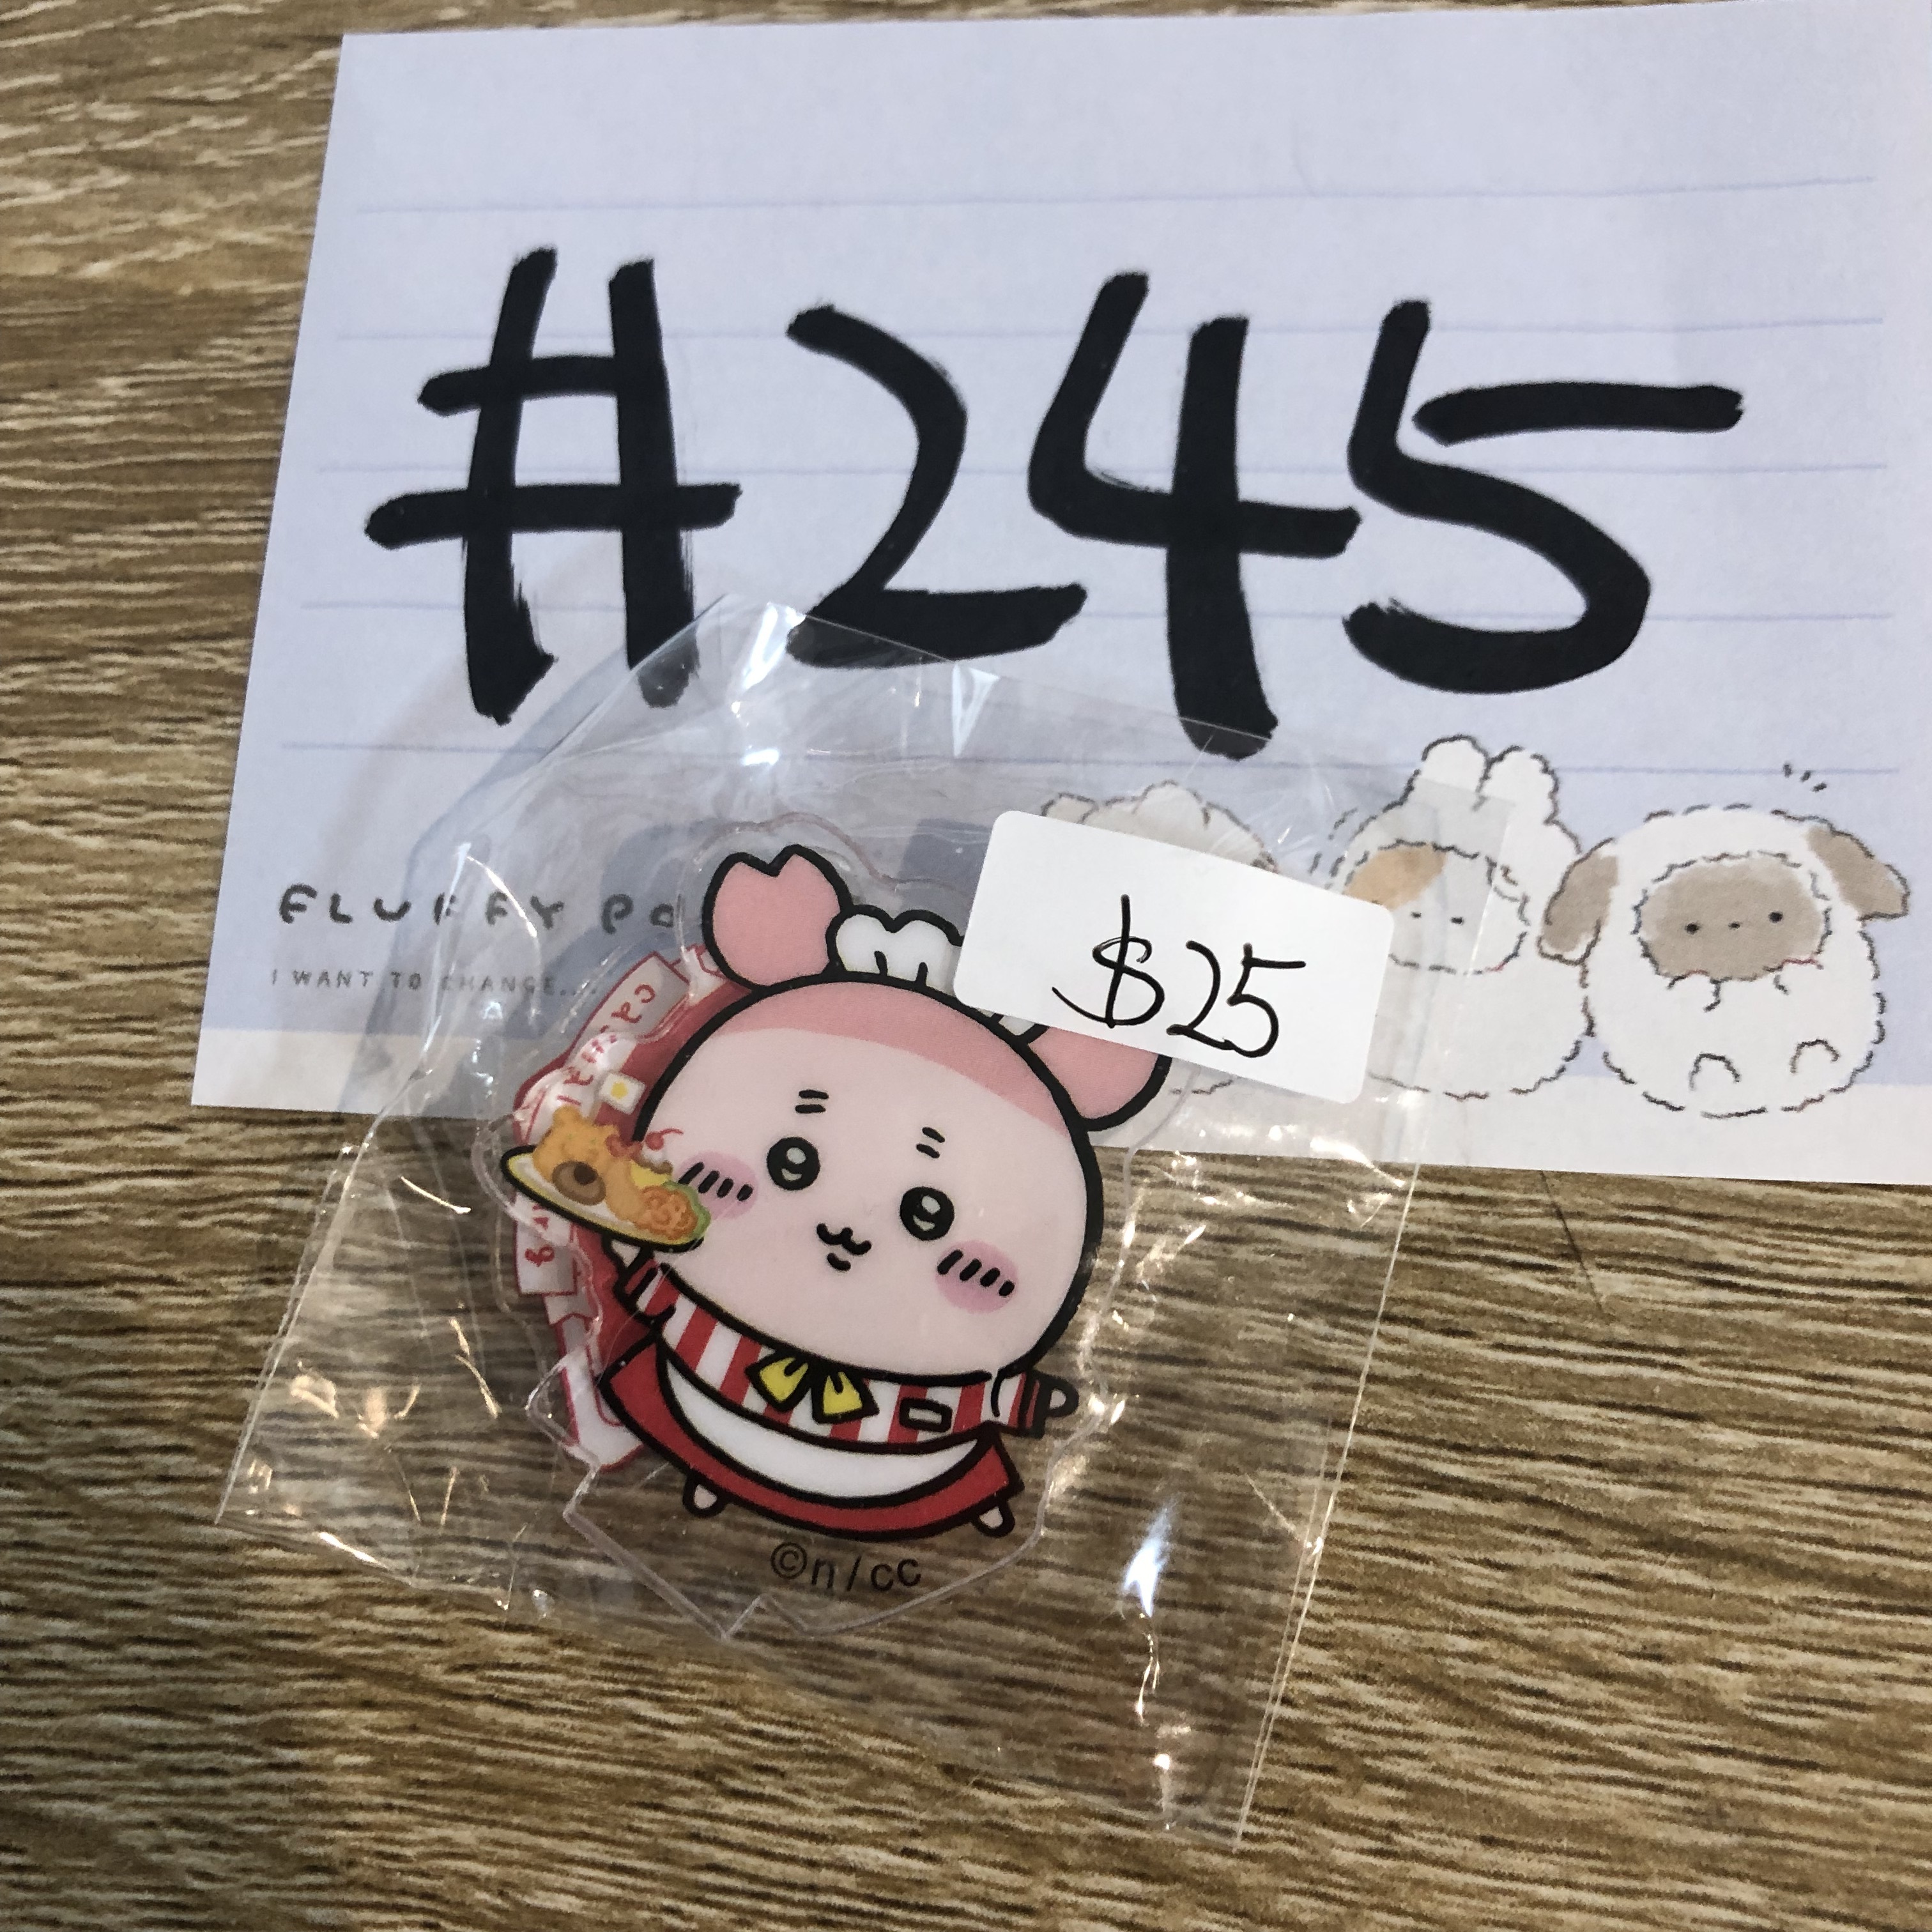 #245
FLUFFY
I WANT TO CHANGE...
$25
©n/cc